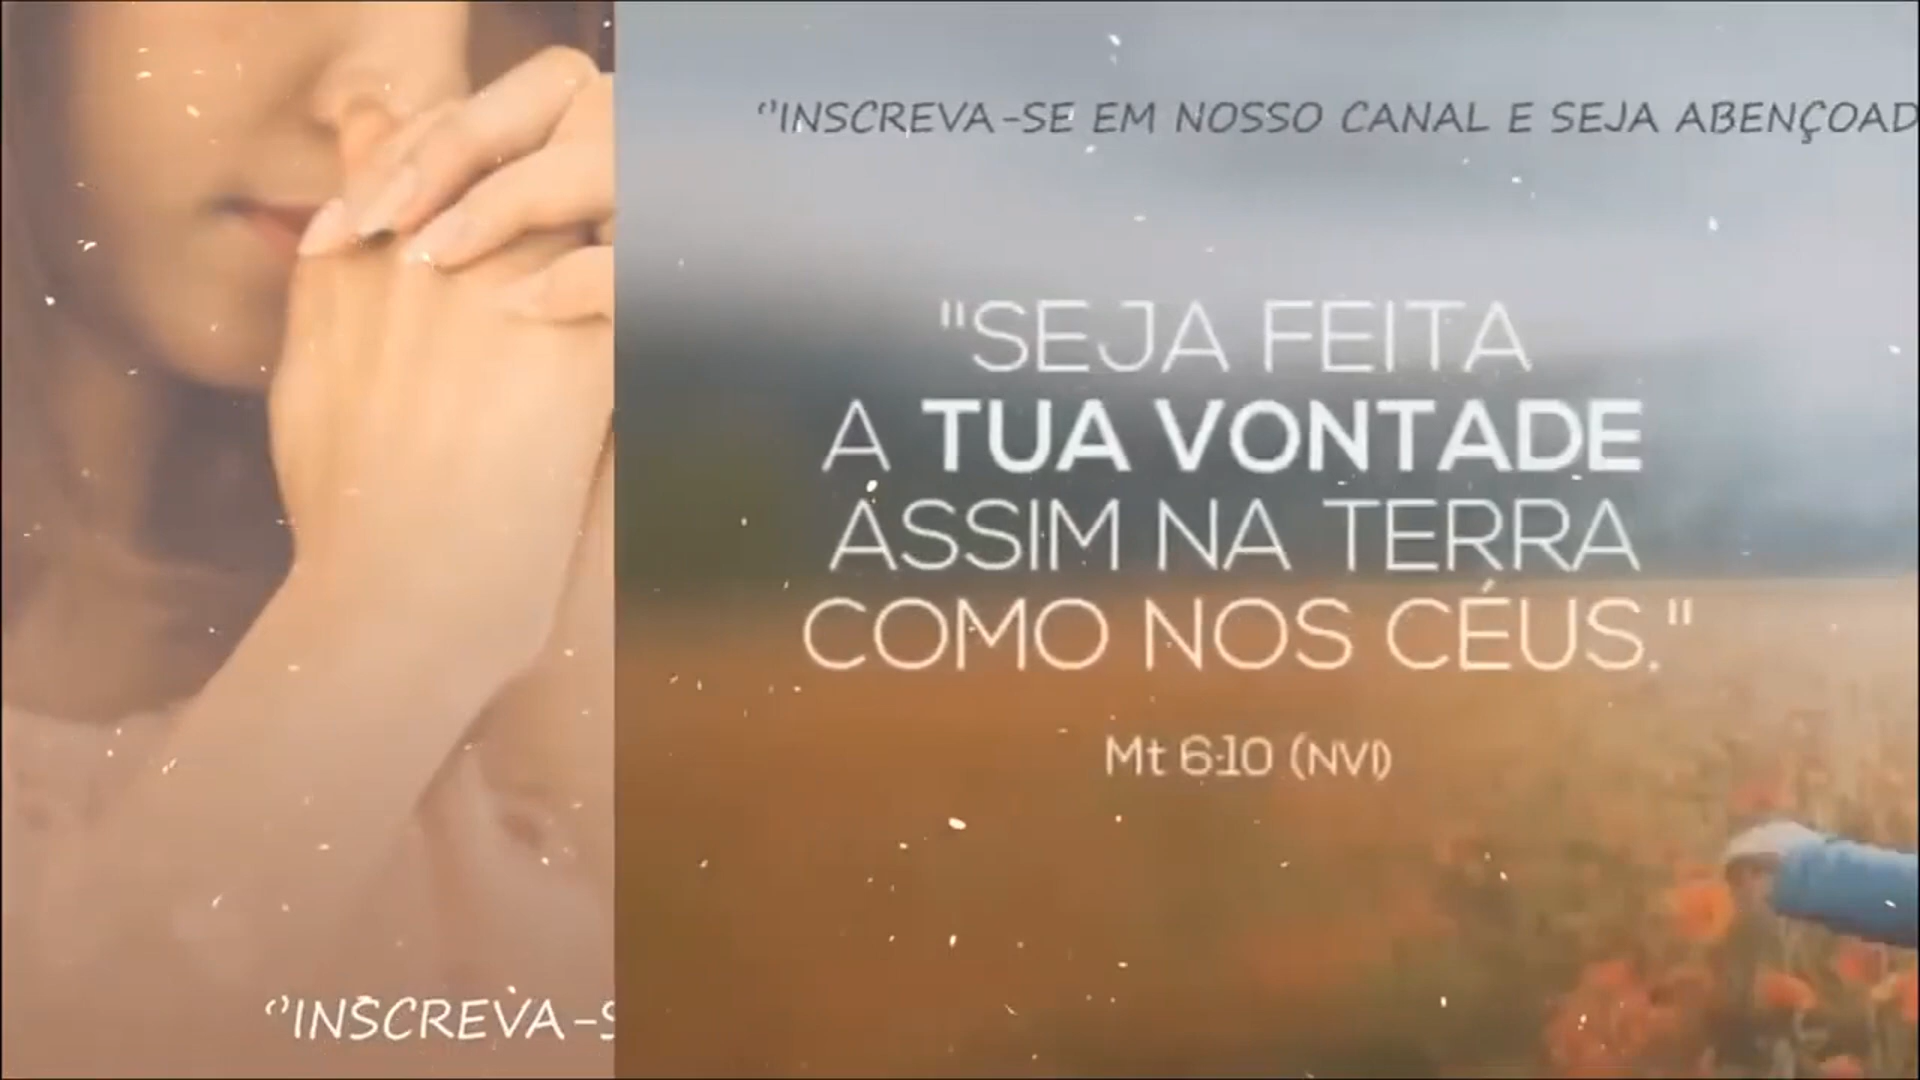 ‘’INSCREVA-SE EM NOSSO CANAL E SEJA ABENÇOAD
"SEJA FEITA
A TUA VONTADE
ASSIM NA TERRA
COMO NOS CÉUS."
Mt 6:10 (NVI)
‘’INSCREVA-S